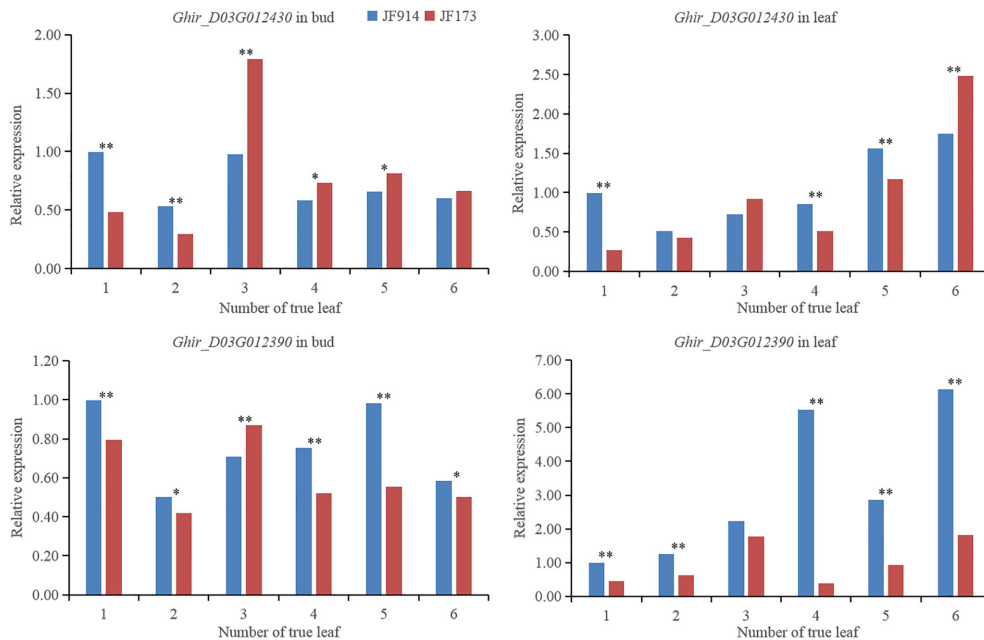 Ghir_D03G012430 in bud
JF914 JF173
Relative expression
2.00
1.50
1.00
0.50
0.00
** ** ** * *
1 2 3 4 5 6
Number of true leaf
Ghir_D03G012430 in leaf
Relative expression
3.00
2.50
2.00
1.50
1.00
0.50
0.00
** ** ** **
1 2 3 4 5 6
Number of true leaf
Ghir_D03G012390 in bud
Relative expression
1.20
1.00
0.80
0.60
0.40
0.20
0.00
** * ** ** ** *
1 2 3 4 5 6
Number of true leaf
Ghir_D03G012390 in leaf
Relative expression
7.00
6.00
5.00
4.00
3.00
2.00
1.00
0.00
** ** ** ** **
1 2 3 4 5 6
Number of true leaf